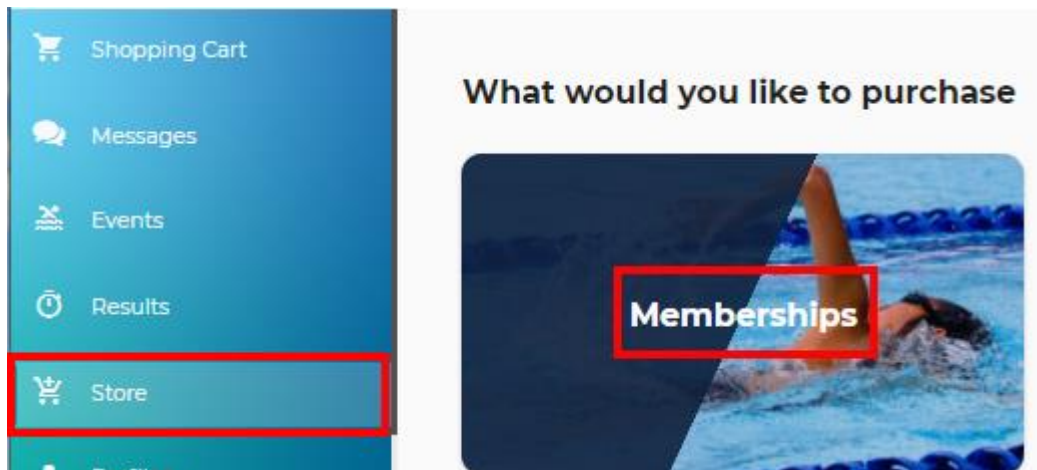 Shopping Cart
Messages
Events
Results
Store
What would you like to purchase
Memberships